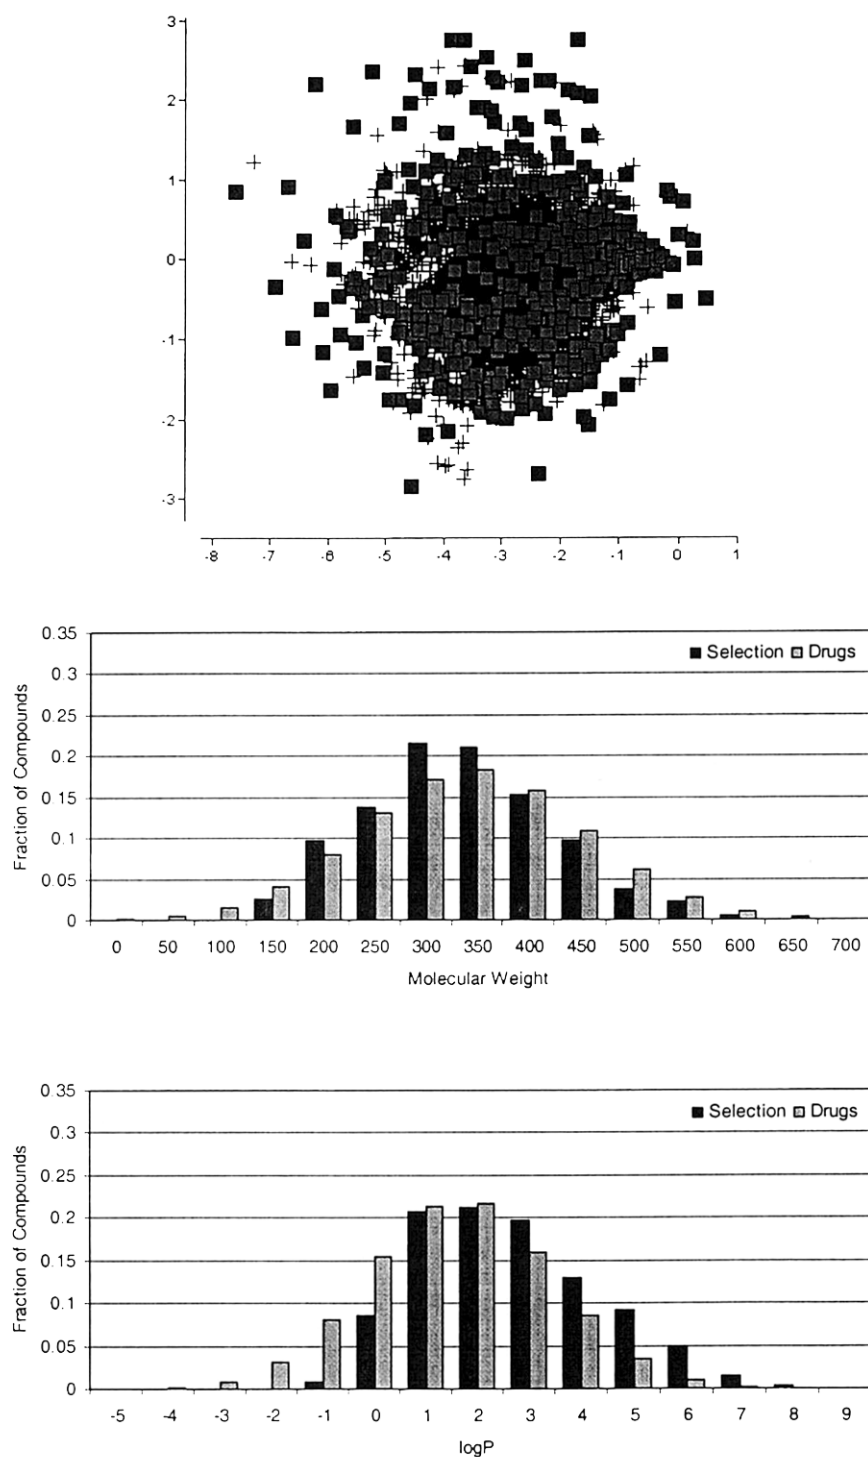 3
2
1
0
-1
-2
-3
-8 -7 -6 -5 -4 -3 -2 -1 0 1
0.35
0.3
0.25
0.2
0.15
0.1
0.05
0
Selection Drugs
Fraction of Compounds
0 50 100 150 200 250 300 350 400 450 500 550 600 650 700
Molecular Weight
0.35
0.3
0.25
0.2
0.15
0.1
0.05
0
Selection Drugs
Fraction of Compounds
-5 -4 -3 -2 -1 0 1 2 3 4 5 6 7 8 9
logP